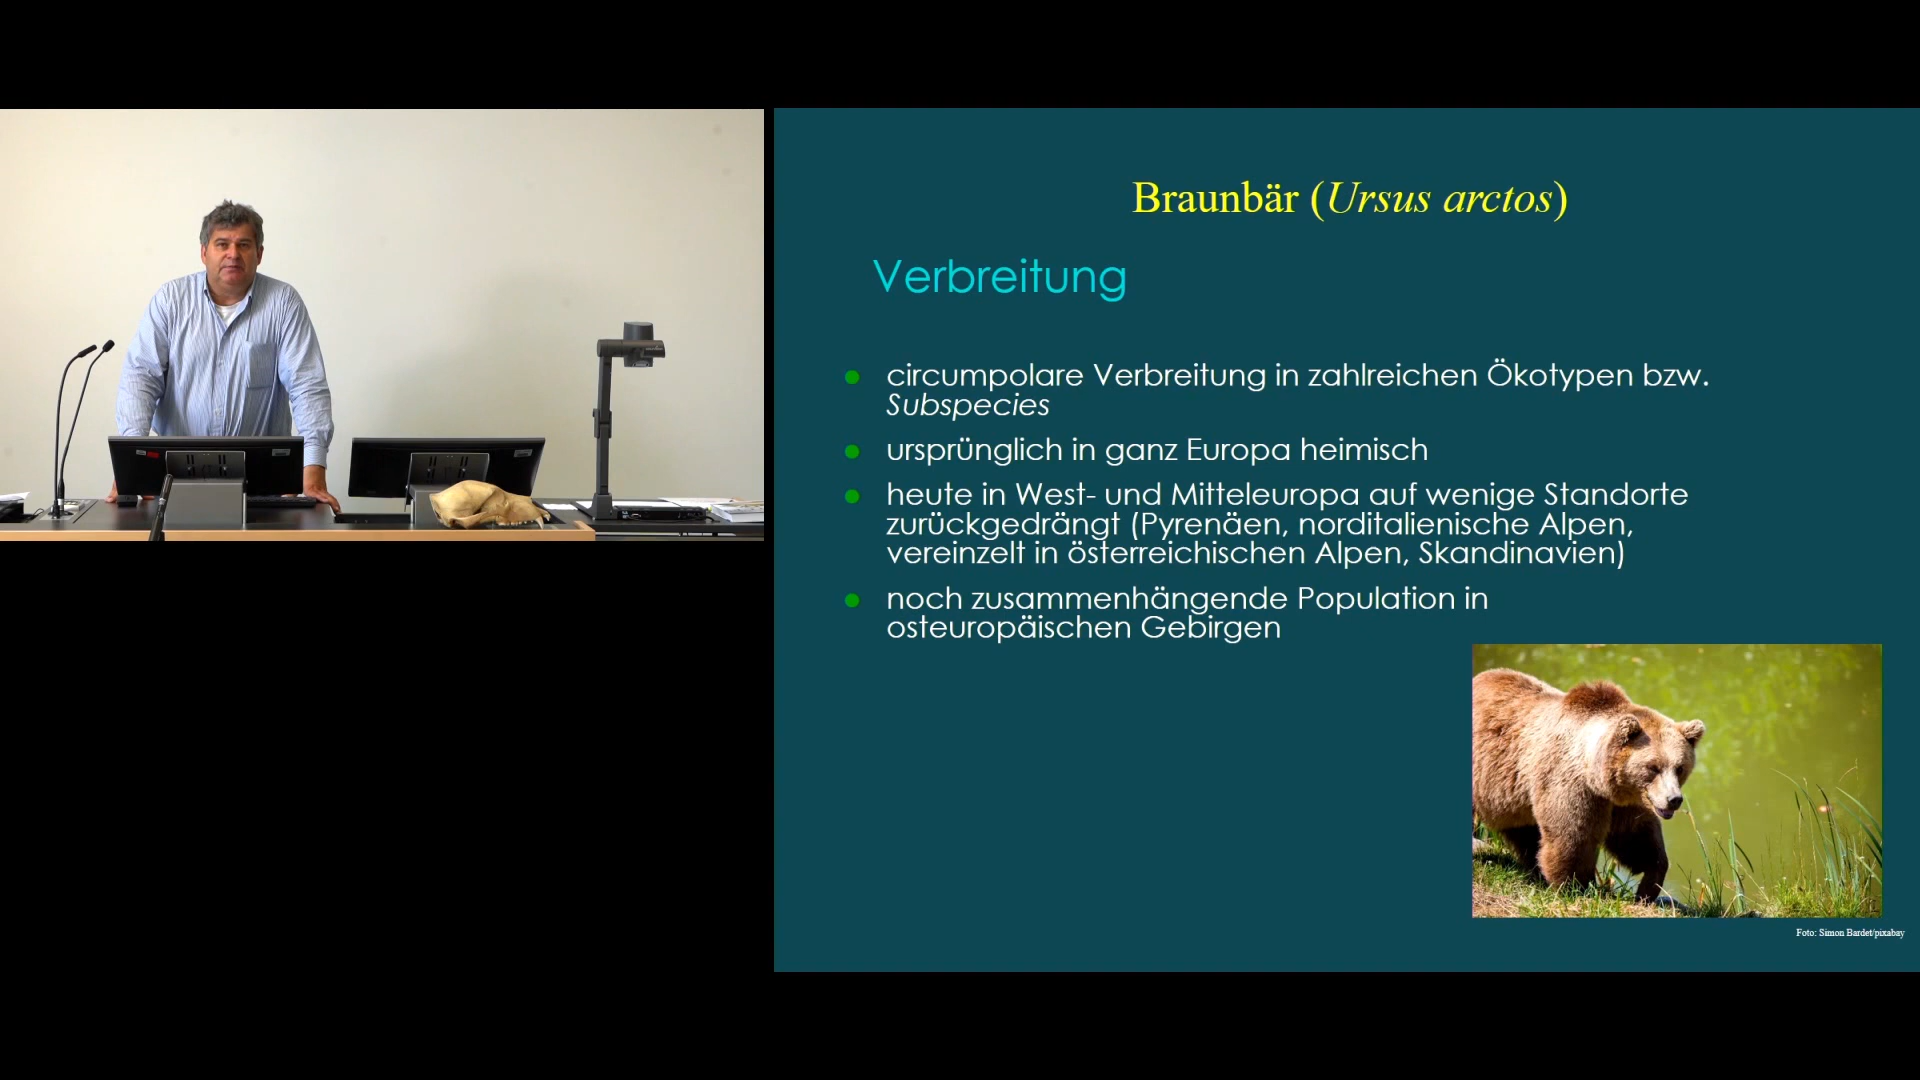 Braunbär (Ursus arctos)
Verbreitung
circumpolare Verbreitung in zahlreichen Ökotypen bzw.
Subspecies
ursprünglich in ganz Europa heimisch
heute in West- und Mitteleuropa auf wenige Standorte
zurückgedrängt (Pyrenäen, norditalienische Alpen,
vereinzelt in österreichischen Alpen, Skandinavien)
noch zusammenhängende Population in
osteuropäischen Gebirgen
Foto: Simon Bardet/pixabay